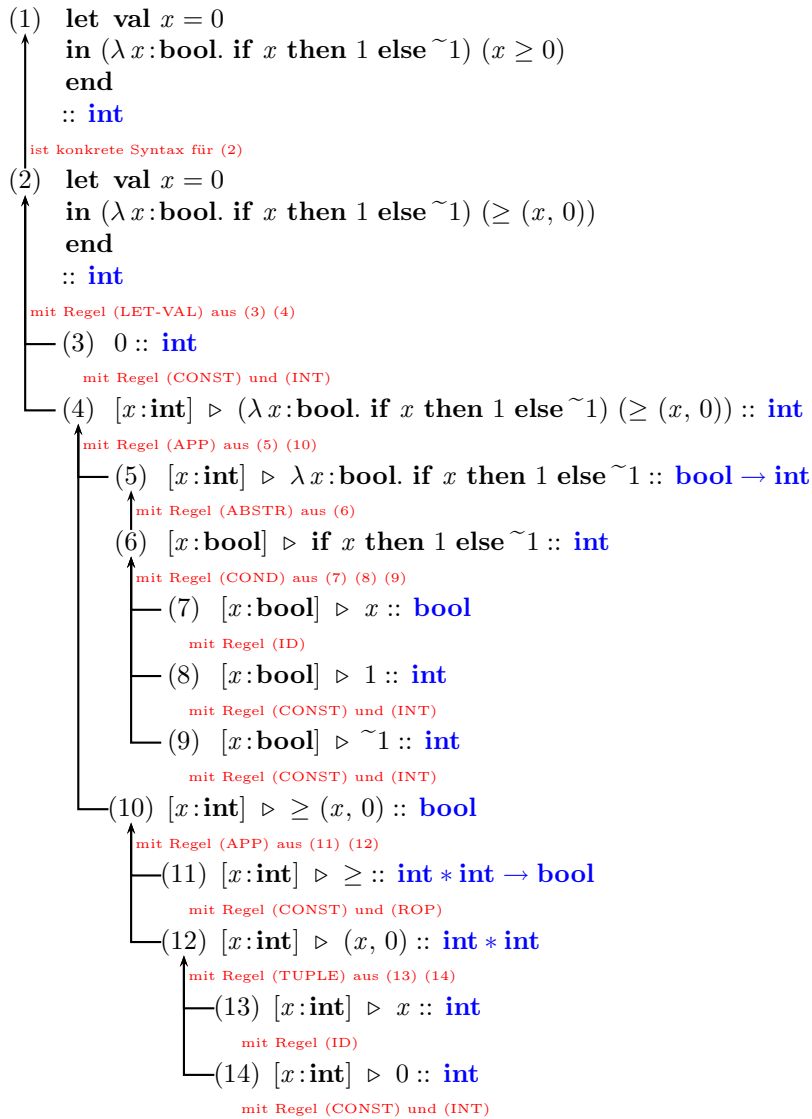 (1) let val x = 0
in (λ x : bool. if x then 1 else ~1) (x ≥ 0)
end
:: int
ist konkrete Syntax für (2)
(2) let val x = 0
in (λ x : bool. if x then 1 else ~1) (≥ (x, 0))
end
:: int
mit Regel (LET-VAL) aus (3) (4)
(3) 0 :: int
mit Regel (CONST) und (INT)
(4) [x : int] ▹ (λ x : bool. if x then 1 else ~1) (≥ (x, 0)) :: int
mit Regel (APP) aus (5) (10)
(5) [x : int] ▹ λ x : bool. if x then 1 else ~1 :: bool → int
mit Regel (ABSTR) aus (6)
(6) [x : bool] ▹ if x then 1 else ~1 :: int
mit Regel (COND) aus (7) (8) (9)
(7) [x : bool] ▹ x :: bool
mit Regel (ID)
(8) [x : bool] ▹ 1 :: int
mit Regel (CONST) und (INT)
(9) [x : bool] ▹ ~1 :: int
mit Regel (CONST) und (INT)
(10) [x : int] ▹ ≥ (x, 0) :: bool
mit Regel (APP) aus (11) (12)
(11) [x : int] ▹ ≥ :: int ∗ int → bool
mit Regel (CONST) und (ROP)
(12) [x : int] ▹ (x, 0) :: int ∗ int
mit Regel (TUPLE) aus (13) (14)
(13) [x : int] ▹ x :: int
mit Regel (ID)
(14) [x : int] ▹ 0 :: int
mit Regel (CONST) und (INT)